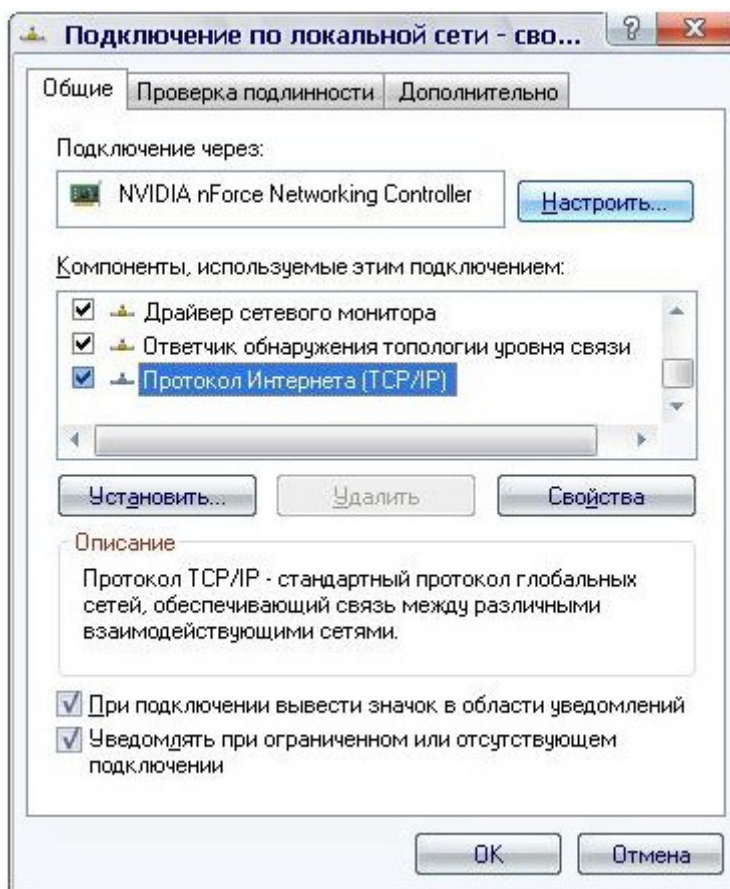 Подключение по локальной сети - сво...
Общие
Проверка подлинности
Дополнительно
Подключение через:
NVIDIA nForce Networking Controller
Настроить...
Компоненты, используемые этим подключением:
Драйвер сетевого монитора
Ответчик обнаружения топологии уровня связи
Протокол Интернета (TCP/IP)
Установить...
Удалить
Свойства
Описание
Протокол TCP/IP - стандартный протокол глобальных
сетей, обеспечивающий связь между различными
взаимодействующими сетями.
При подключении вывести значок в области уведомлений
Уведомлять при ограниченном или отсутствующем
подключении
OK
Отмена